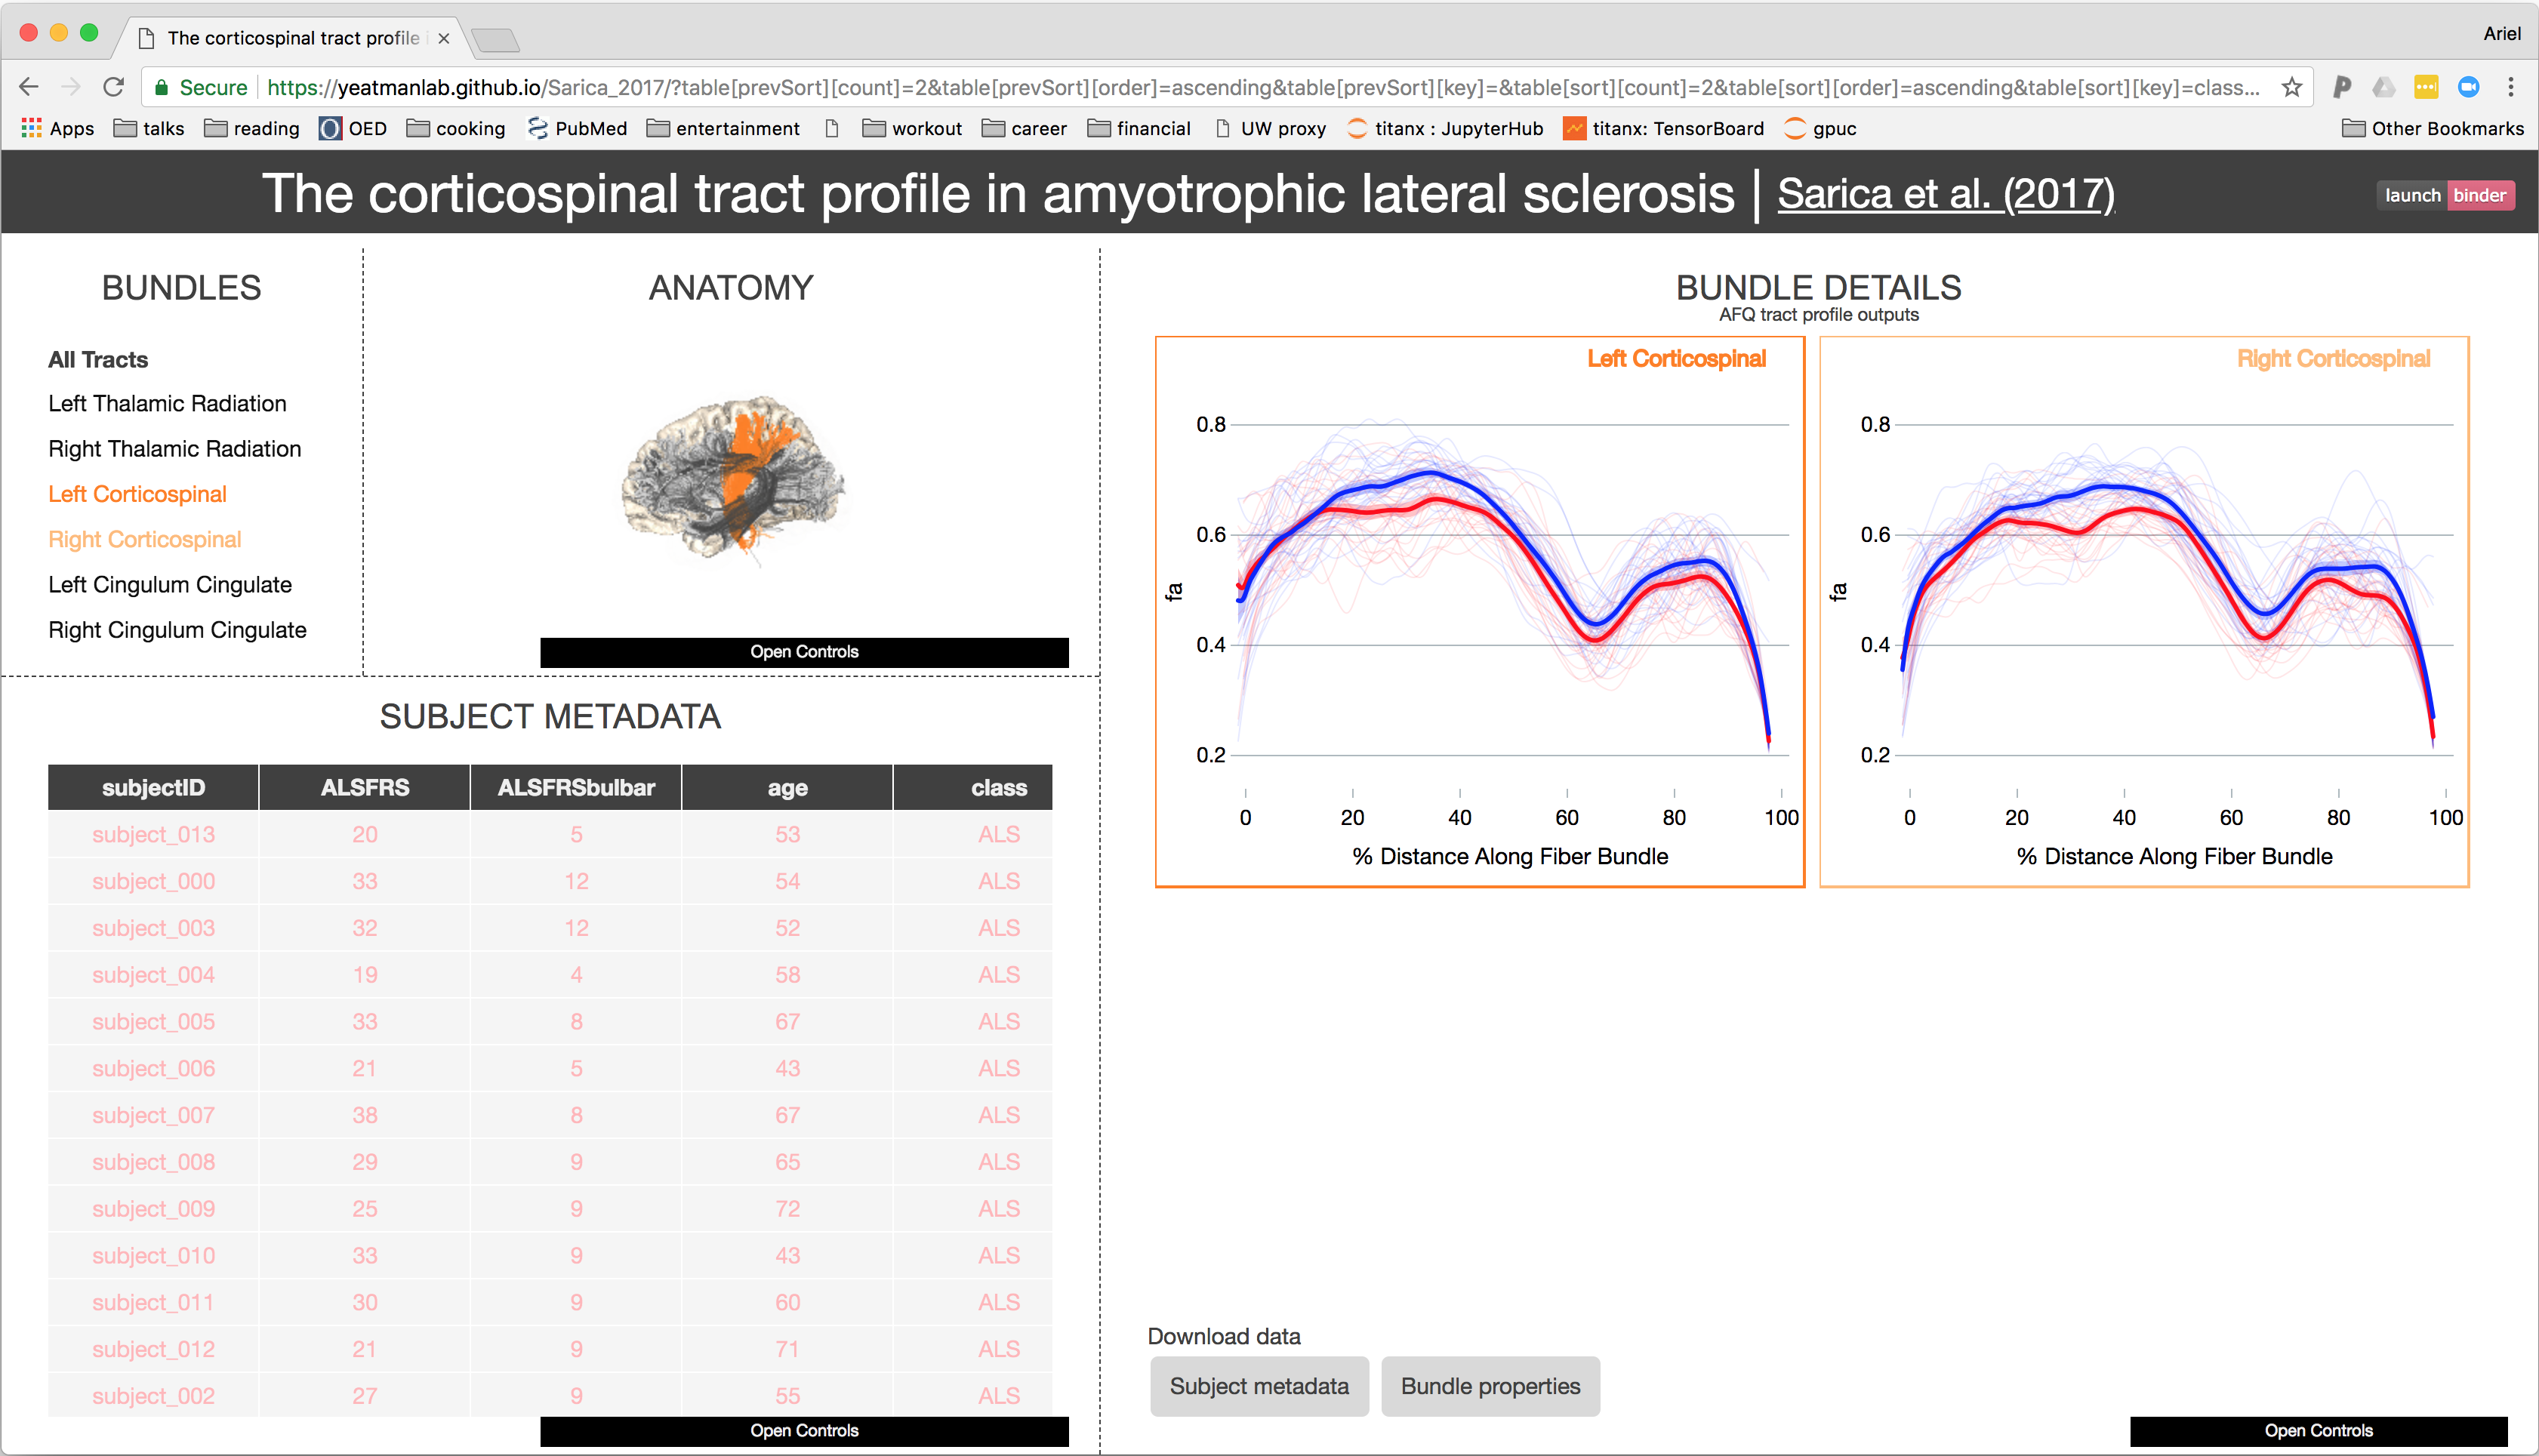 The corticospinal tract profile
Ariel
Secure
https://yeatmanlab.github.io/Sarica_2017/?table[prevSort][count]=2&table[prevSort][order]=ascending&table[prevSort][key]=&table[sort][count]=2&table[sort][order]=ascending&table[sort][key]=class...
Apps talks reading OED cooking PubMed entertainment workout career financial UW proxy titanx : JupyterHub titanx: TensorBoard gpuc Other Bookmarks
The corticospinal tract profile in amyotrophic lateral sclerosis | Sarica et al. (2017)
launch binder
BUNDLES
All Tracts
Left Thalamic Radiation
Right Thalamic Radiation
Left Corticospinal
Right Corticospinal
Left Cingulum Cingulate
Right Cingulum Cingulate
ANATOMY
Open Controls
SUBJECT METADATA
subjectID ALSFRS ALSFRSbulbar age class
subject_013 20 5 53 ALS
subject_000 33 12 54 ALS
subject_003 32 12 52 ALS
subject_004 19 4 58 ALS
subject_005 33 8 67 ALS
subject_006 21 5 43 ALS
subject_007 38 8 67 ALS
subject_008 29 9 65 ALS
subject_009 25 9 72 ALS
subject_010 33 9 43 ALS
subject_011 30 9 60 ALS
subject_012 21 9 71 ALS
subject_002 27 9 55 ALS
Open Controls
BUNDLE DETAILS
AFQ tract profile outputs
Left Corticospinal
0.8
0.6
fa
0.4
0.2
0 20 40 60 80 100
% Distance Along Fiber Bundle
Right Corticospinal
0.8
0.6
fa
0.4
0.2
0 20 40 60 80 100
% Distance Along Fiber Bundle
Download data
Subject metadata
Bundle properties
Open Controls